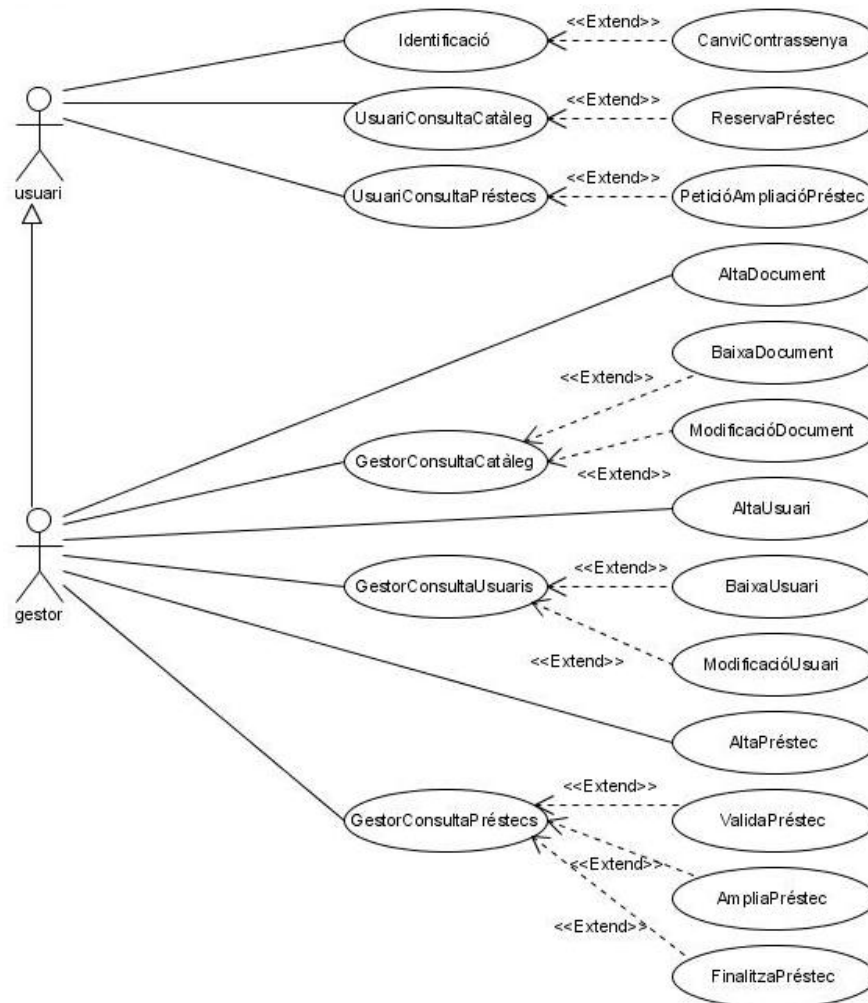 Identificació
<<Extend>>
CanviContrassenya
UsuariConsultaCatàleg
<<Extend>>
ReservaPréstec
usuari
UsuariConsultaPréstecs
<<Extend>>
PeticióAmpliacióPréstec
AltaDocument
BaixaDocument
<<Extend>>
ModificacióDocument
GestorConsultaCatàleg
<<Extend>>
AltaUsuari
gestor
GestorConsultaUsuaris
<<Extend>>
BaixaUsuari
<<Extend>>
ModificacióUsuari
AltaPréstec
GestorConsultaPréstecs
<<Extend>>
ValidaPréstec
<<Extend>>
AmpliaPréstec
<<Extend>>
FinalitzaPréstec